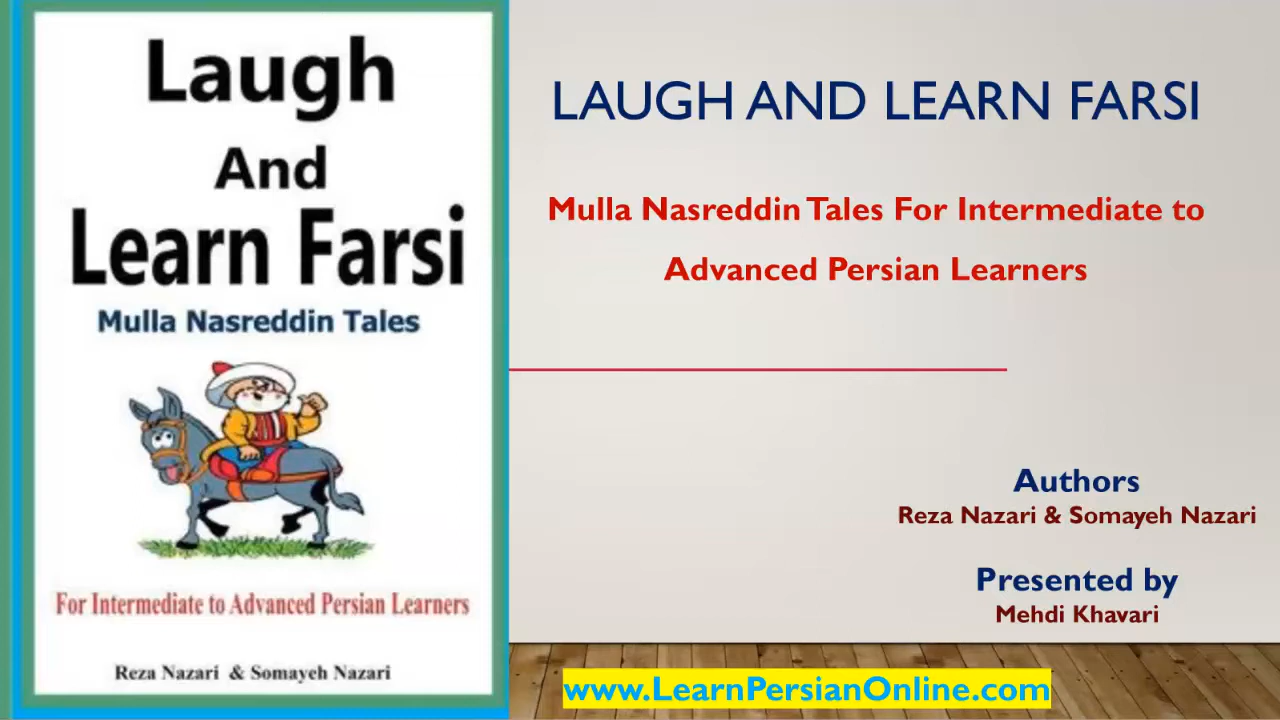 Laugh
And
Learn Farsi
Mulla Nasreddin Tales
For Intermediate to Advanced Persian Learners
Reza Nazari & Somayeh Nazari
LAUGH AND LEARN FARSI
Mulla Nasreddin Tales For Intermediate to
Advanced Persian Learners
Authors
Reza Nazari & Somayeh Nazari
Presented by
Mehdi Khavari
www.LearnPersianOnline.com